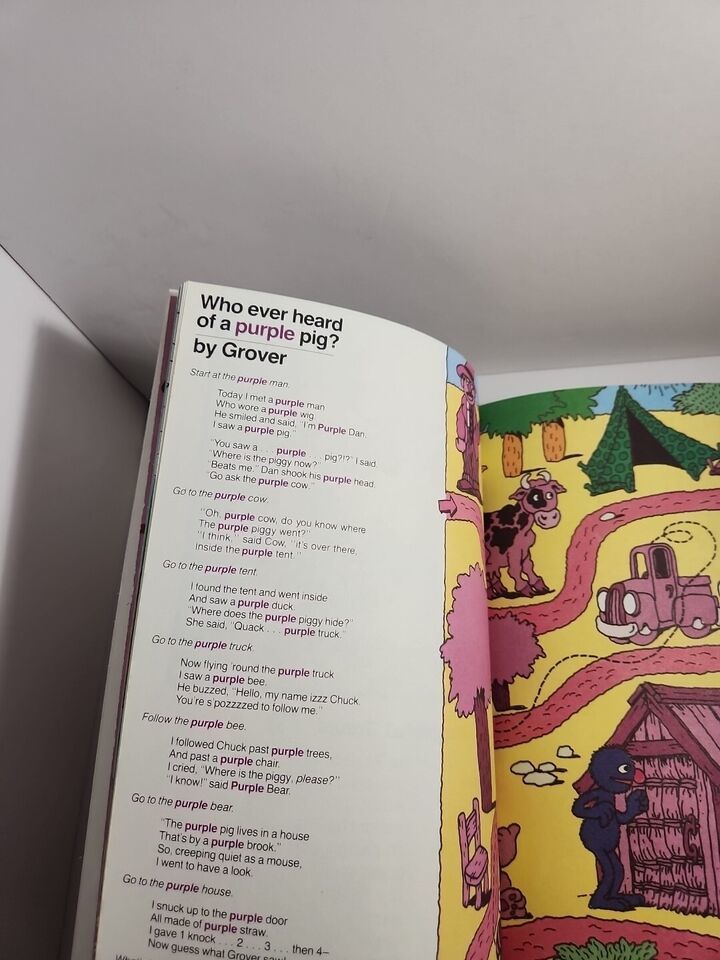 Who ever heard
of a purple pig?
by Grover
Start at the purple man.
Today I met a purple man
Who wore a purple wig.
He smiled and said, "I'm Purple Dan.
I saw a purple pig."
"You saw a . . . purple . . . pig?!?" I said.
"Where is the piggy now?"
"Beats me." Dan shook his purple head.
"Go ask the purple cow."
Go to the purple cow.
"Oh, purple cow, do you know where
The purple piggy went?"
"I think," said Cow, "it's over there,
Inside the purple tent."
Go to the purple tent.
I found the tent and went inside
And saw a purple duck.
"Where does the purple piggy hide?"
She said, "Quack . . . purple truck."
Go to the purple truck.
Now flying 'round the purple truck
I saw a purple bee.
He buzzed, "Hello, my name izzz Chuck.
You're s'pozzzzed to follow me."
Follow the purple bee.
I followed Chuck past purple trees,
And past a purple chair.
I cried, "Where is the piggy, please?"
"I know!" said Purple Bear.
Go to the purple bear.
"The purple pig lives in a house
That's by a purple brook."
So, creeping quiet as a mouse,
I went to have a look.
Go to the purple house.
I snuck up to the purple door
All made of purple straw.
I gave 1 knock . . . 2 . . . 3 . . . then 4–
Now guess what Grover saw!